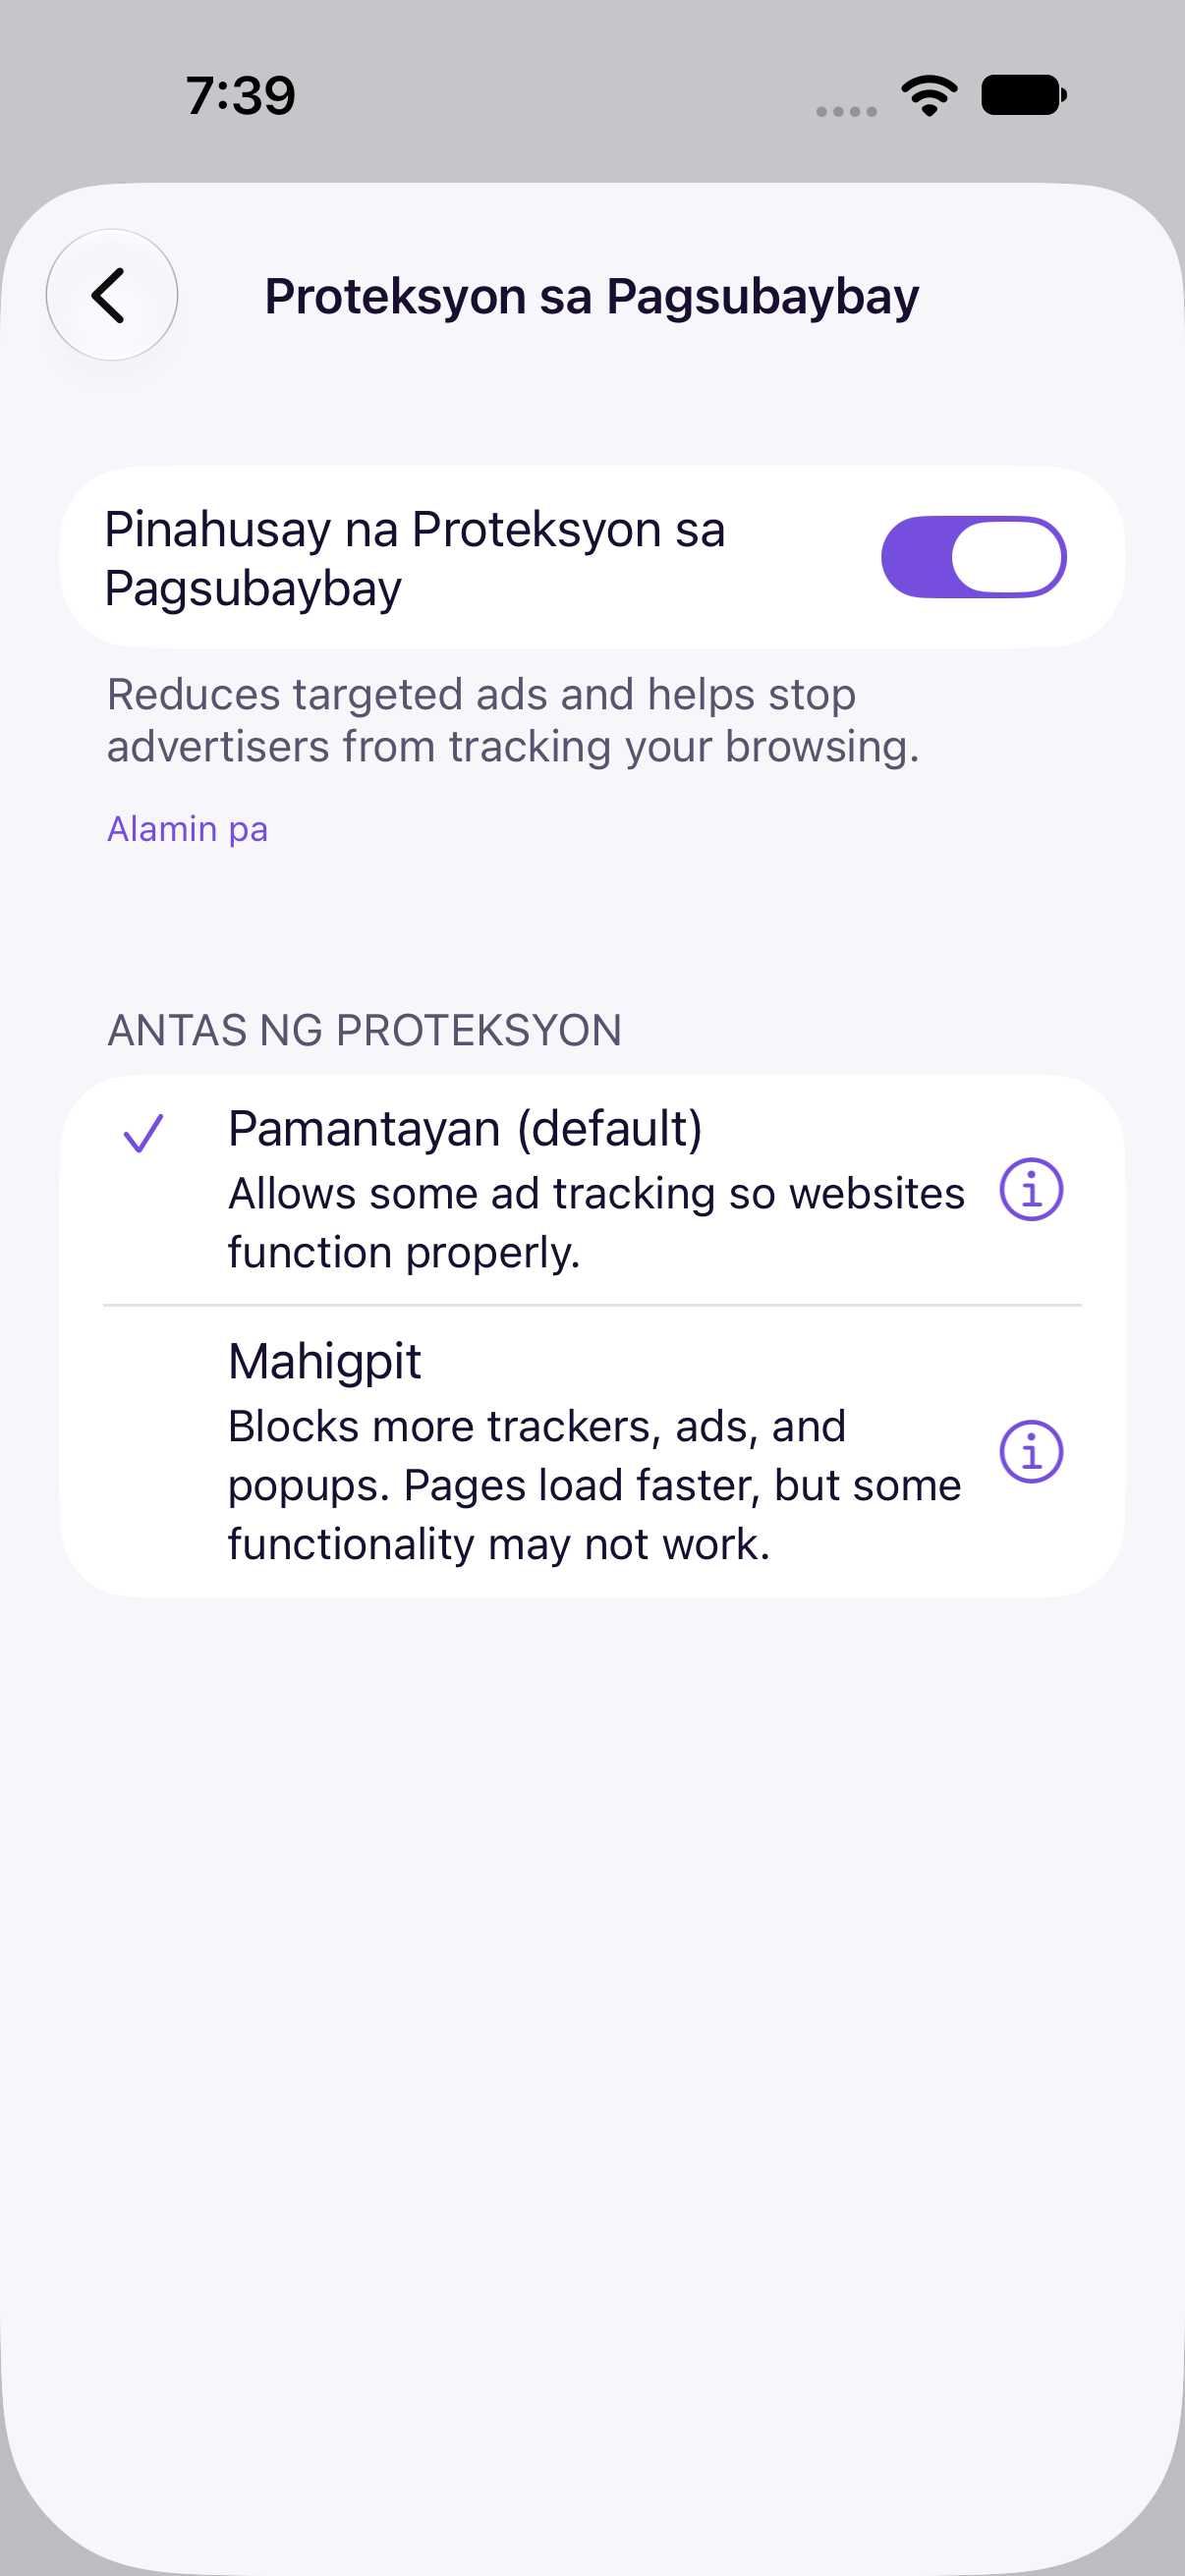 7:39
Proteksyon sa Pagsubaybay
Pinahusay na Proteksyon sa
Pagsubaybay
Reduces targeted ads and helps stop
advertisers from tracking your browsing.
Alamin pa
ANTAS NG PROTEKSYON
Pamantayan (default)
Allows some ad tracking so websites
function properly.
Mahigpit
Blocks more trackers, ads, and
popups. Pages load faster, but some
functionality may not work.